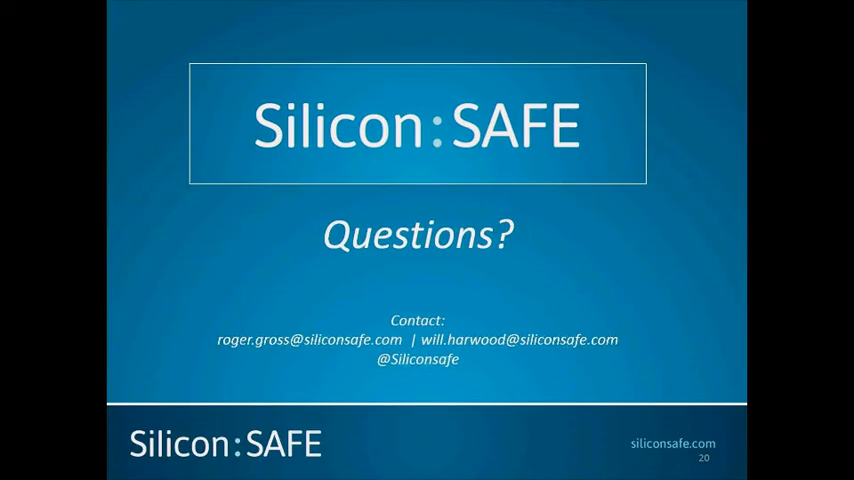 Silicon:SAFE
Questions?
Contact:
roger.gross@siliconsafe.com | will.harwood@siliconsafe.com
@Siliconsafe
Silicon:SAFE
siliconsafe.com
20